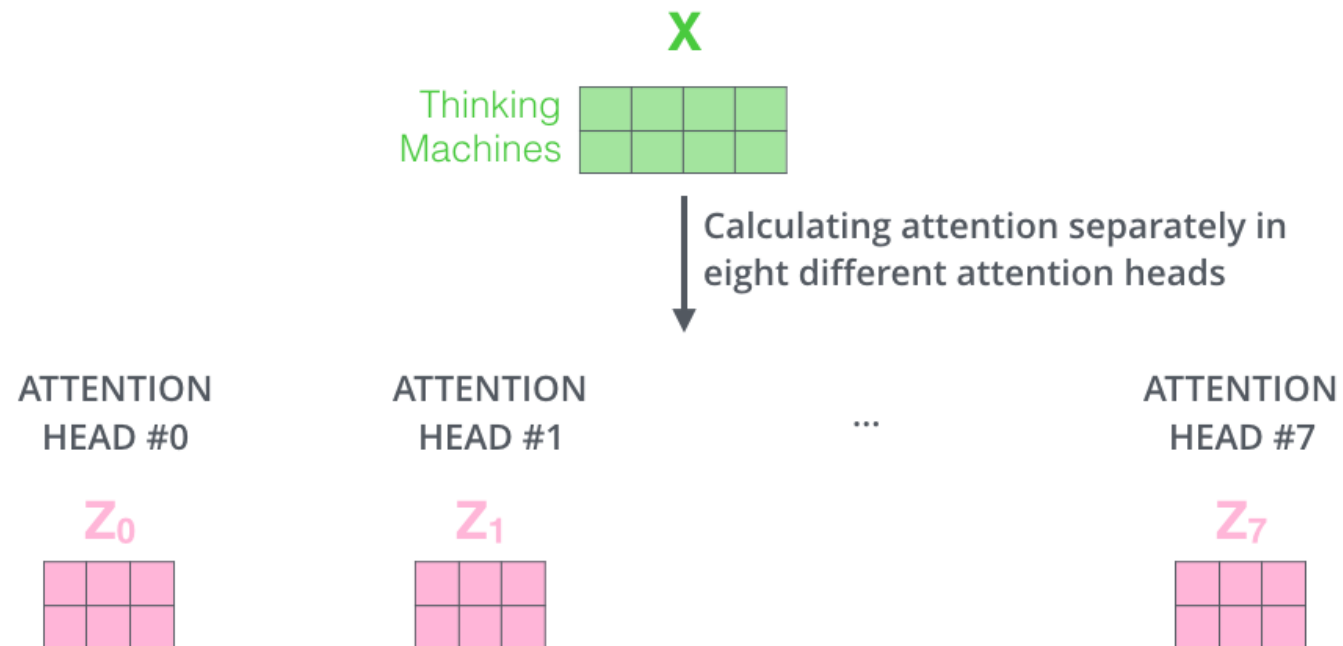 X
Thinking
Machines
Calculating attention separately in
eight different attention heads
ATTENTION
HEAD #0
ATTENTION
HEAD #1
...
ATTENTION
HEAD #7
Z₀
Z₁
Z₇